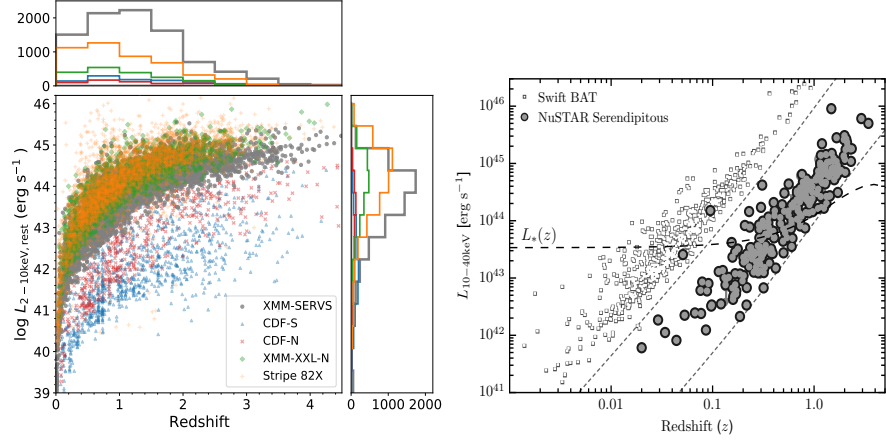 2000
1000
0
46
45
44
43
42
41
40
39
log L2−10keV,rest (erg s−1)
XMM-SERVS
CDF-S
CDF-N
XMM-XXL-N
Stripe 82X
0 1 2 3 4
Redshift
0 1000 2000
Swift BAT
NuSTAR Serendipitous
L*(z)
10^46
10^45
10^44
10^43
10^42
10^41
L10−40keV [erg s−1]
0.01 0.1 1.0
Redshift (z)